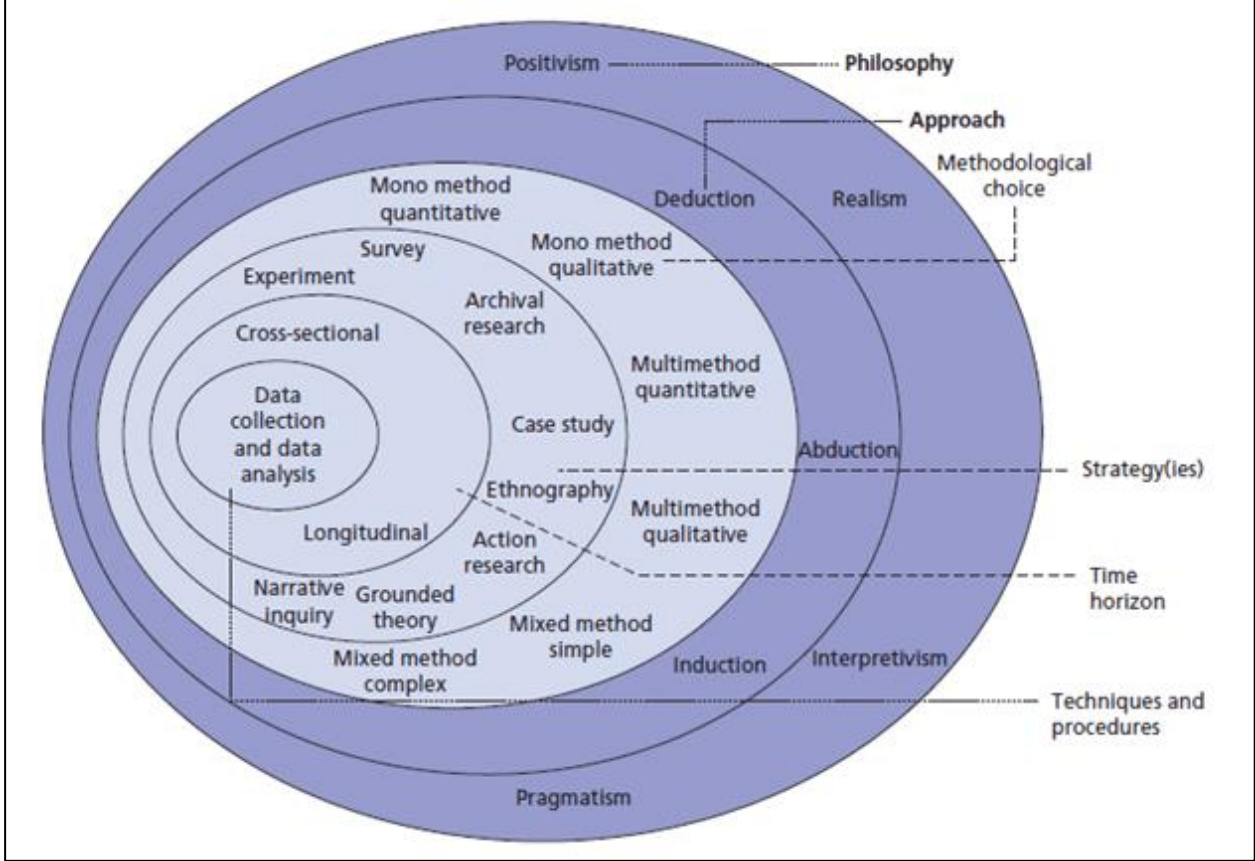 Positivism
Philosophy
Approach
Methodological
choice
Mono method
quantitative
Deduction
Realism
Survey
Mono method
qualitative
Experiment
Archival
research
Cross-sectional
Multimethod
quantitative
Data
collection
and data
analysis
Case study
Abduction
Strategy(ies)
Ethnography
Multimethod
qualitative
Longitudinal
Action
research
Time
horizon
Narrative
inquiry
Grounded
theory
Mixed method
simple
Mixed method
complex
Induction
Interpretivism
Techniques and
procedures
Pragmatism